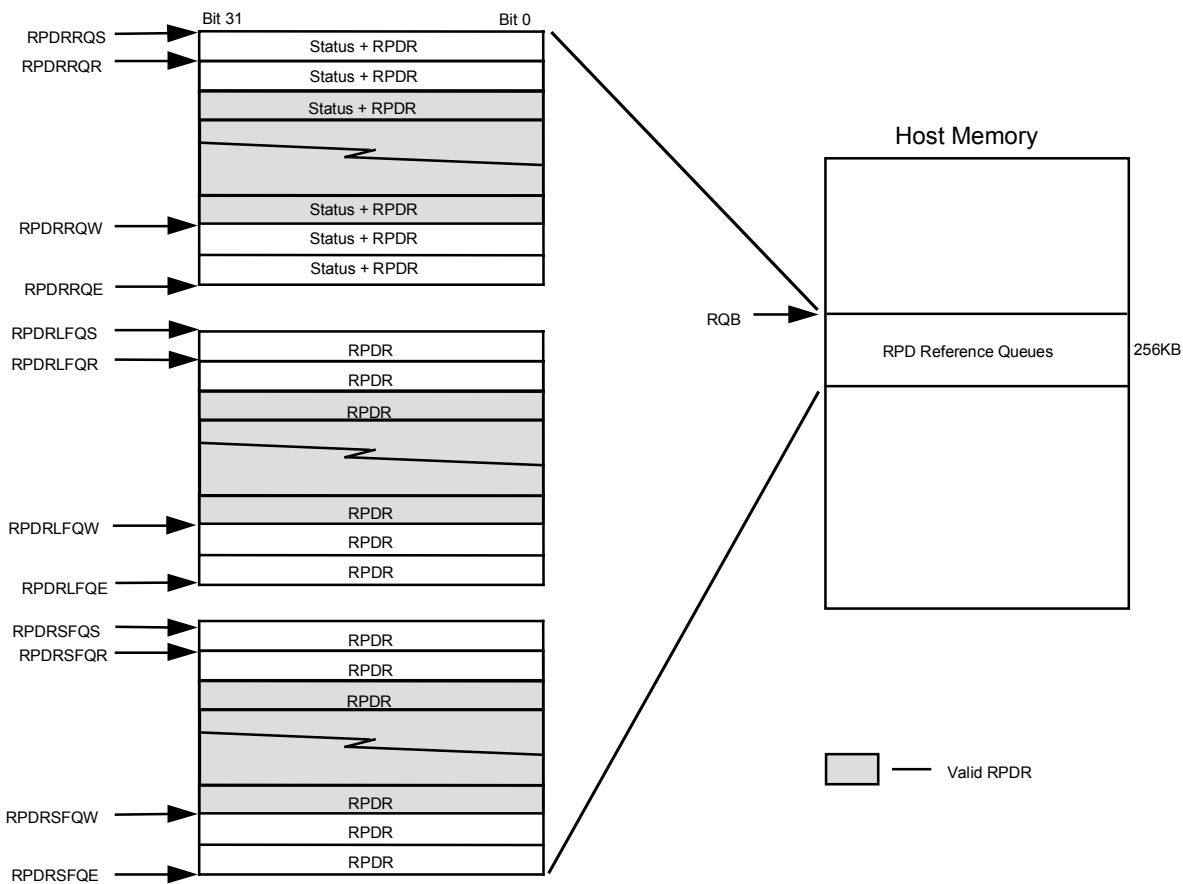 Bit 31 Bit 0
RPDRRQS
Status + RPDR
RPDRRQR
Status + RPDR
Status + RPDR
Status + RPDR
RPDRRQW
Status + RPDR
Status + RPDR
RPDRRQE
RPDRLFQS
RPDR
RPDRLFQR
RPDR
RPDR
RPDR
RPDRLFQW
RPDR
RPDR
RPDRLFQE
RPDRSFQS
RPDR
RPDRSFQR
RPDR
RPDR
RPDR
RPDRSFQW
RPDR
RPDR
RPDRSFQE
Host Memory
RQB
RPD Reference Queues
256KB
Valid RPDR